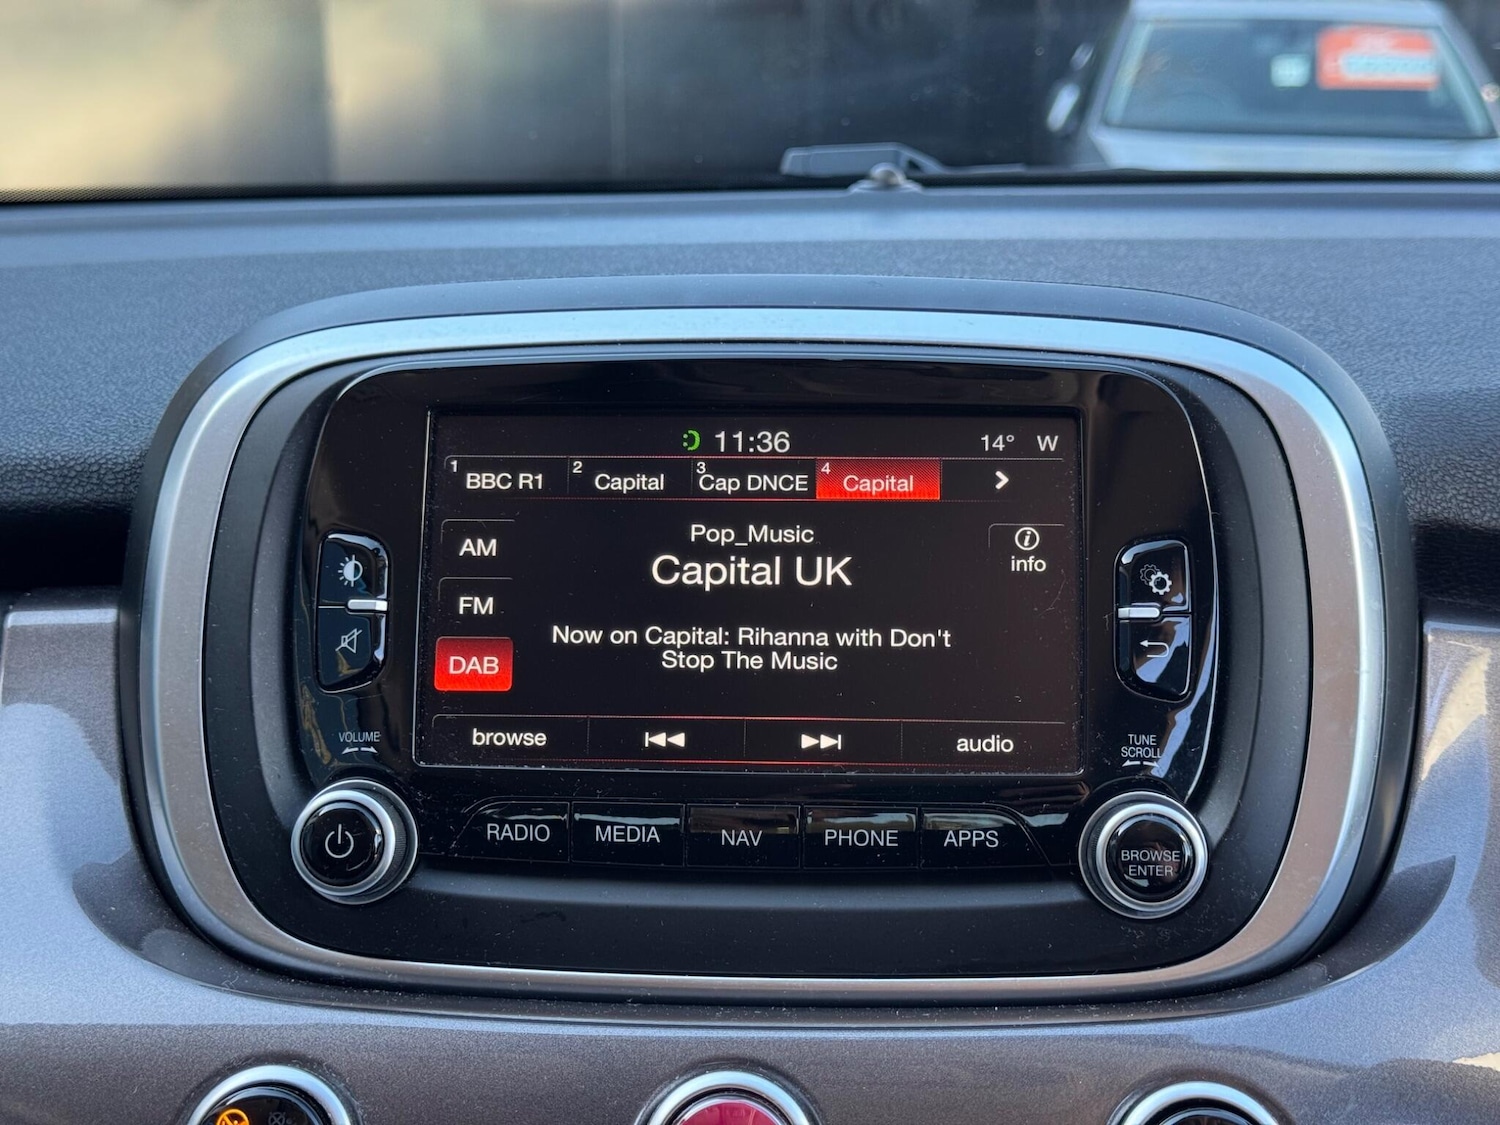 11:36
14° W
1 BBC R1
2 Capital
3 Cap DNCE
4 Capital
AM
FM
DAB
Pop_Music
Capital UK
Now on Capital: Rihanna with Don't
Stop The Music
i
info
browse
audio
VOLUME
TUNE
SCROLL
RADIO
MEDIA
NAV
PHONE
APPS
BROWSE
ENTER